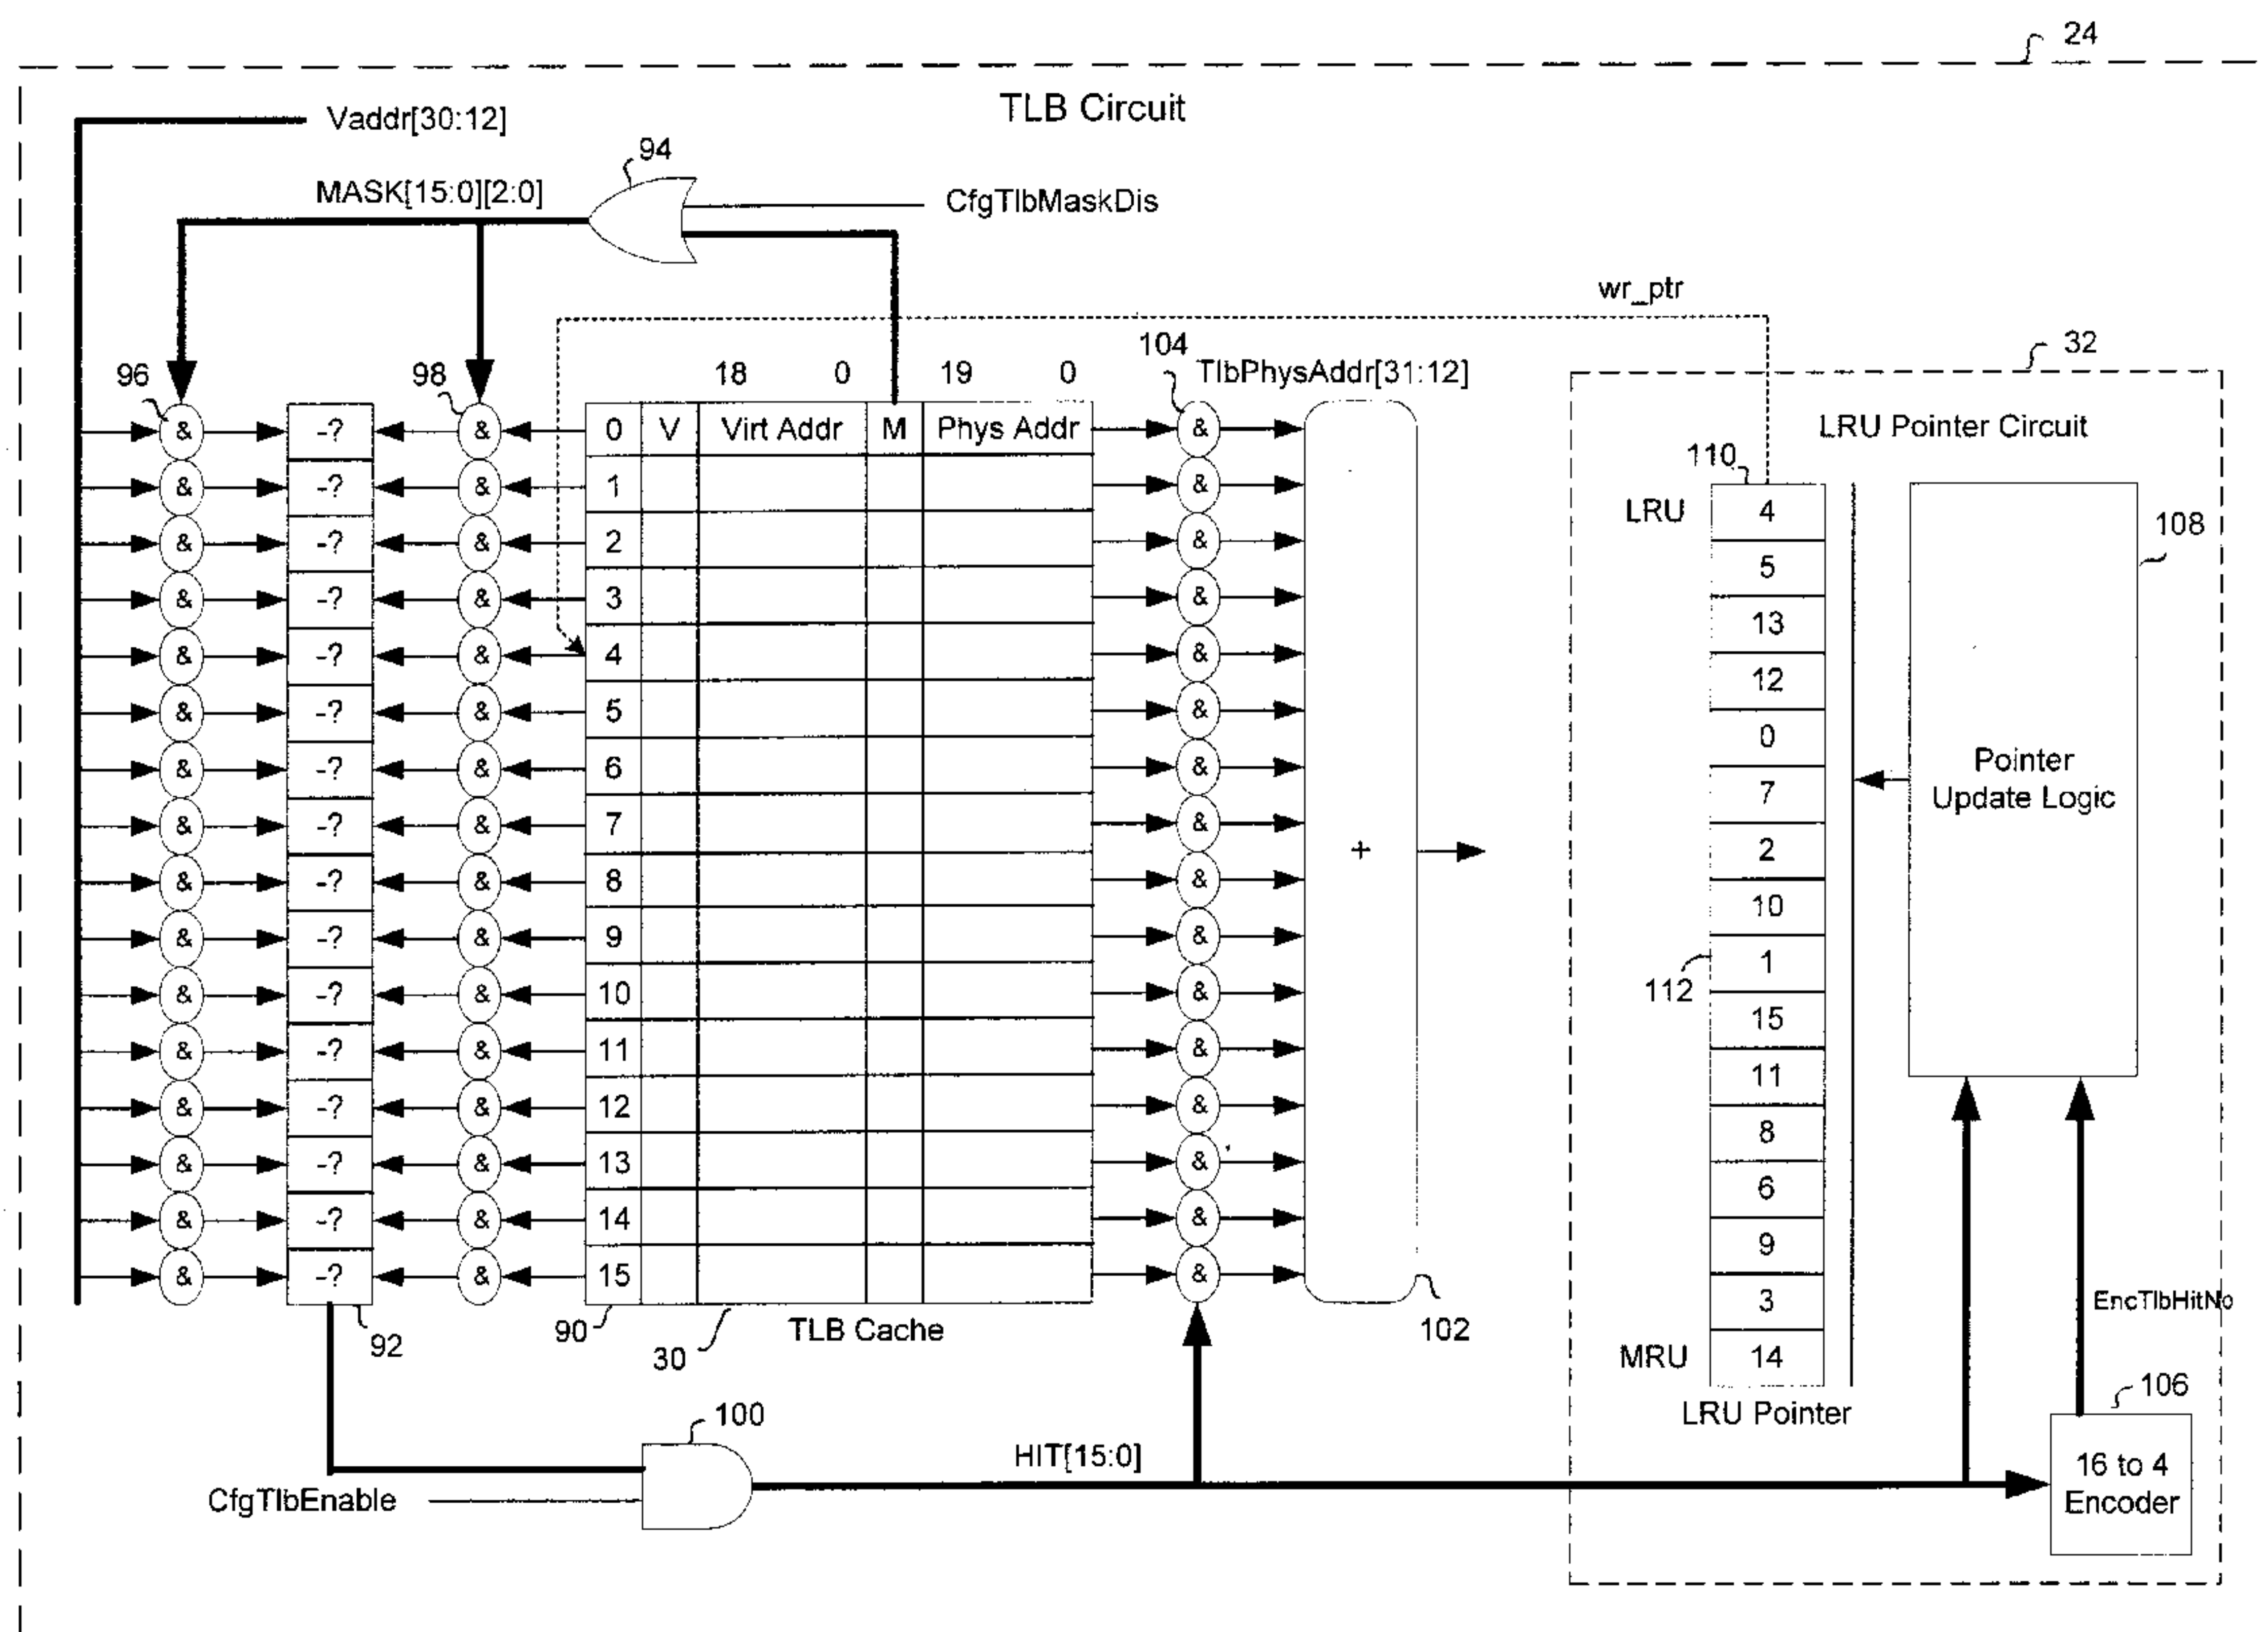 24
TLB Circuit
Vaddr[30:12]
94
MASK[15:0][2:0]
CfgTlbMaskDis
wr_ptr
32
96
98
18 0
19 0
104
TlbPhysAddr[31:12]
LRU Pointer Circuit
& -? & 0 V Virt Addr M Phys Addr &
& -? & 1 &
& -? & 2 &
& -? & 3 &
& -? & 4 &
& -? & 5 &
& -? & 6 &
& -? & 7 &
& -? & 8 &
& -? & 9 &
& -? & 10 &
& -? & 11 &
& -? & 12 &
& -? & 13 &
& -? & 14 &
& -? & 15 &
+
92
90
30
TLB Cache
102
110
LRU
4
5
13
12
0
7
2
10
1
15
11
8
6
9
3
14
112
MRU
LRU Pointer
108
Pointer
Update Logic
EncTlbHitNo
106
16 to 4
Encoder
100
HIT[15:0]
CfgTlbEnable